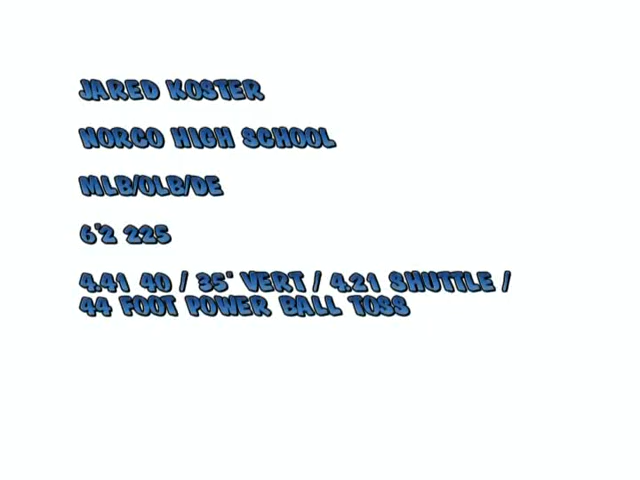 JARED KOSTER
NORCO HIGH SCHOOL
MLB/OLB/DE
6'2 225
4.41 40 / 35" VERT / 4.21 SHUTTLE /
44 FOOT POWER BALL TOSS